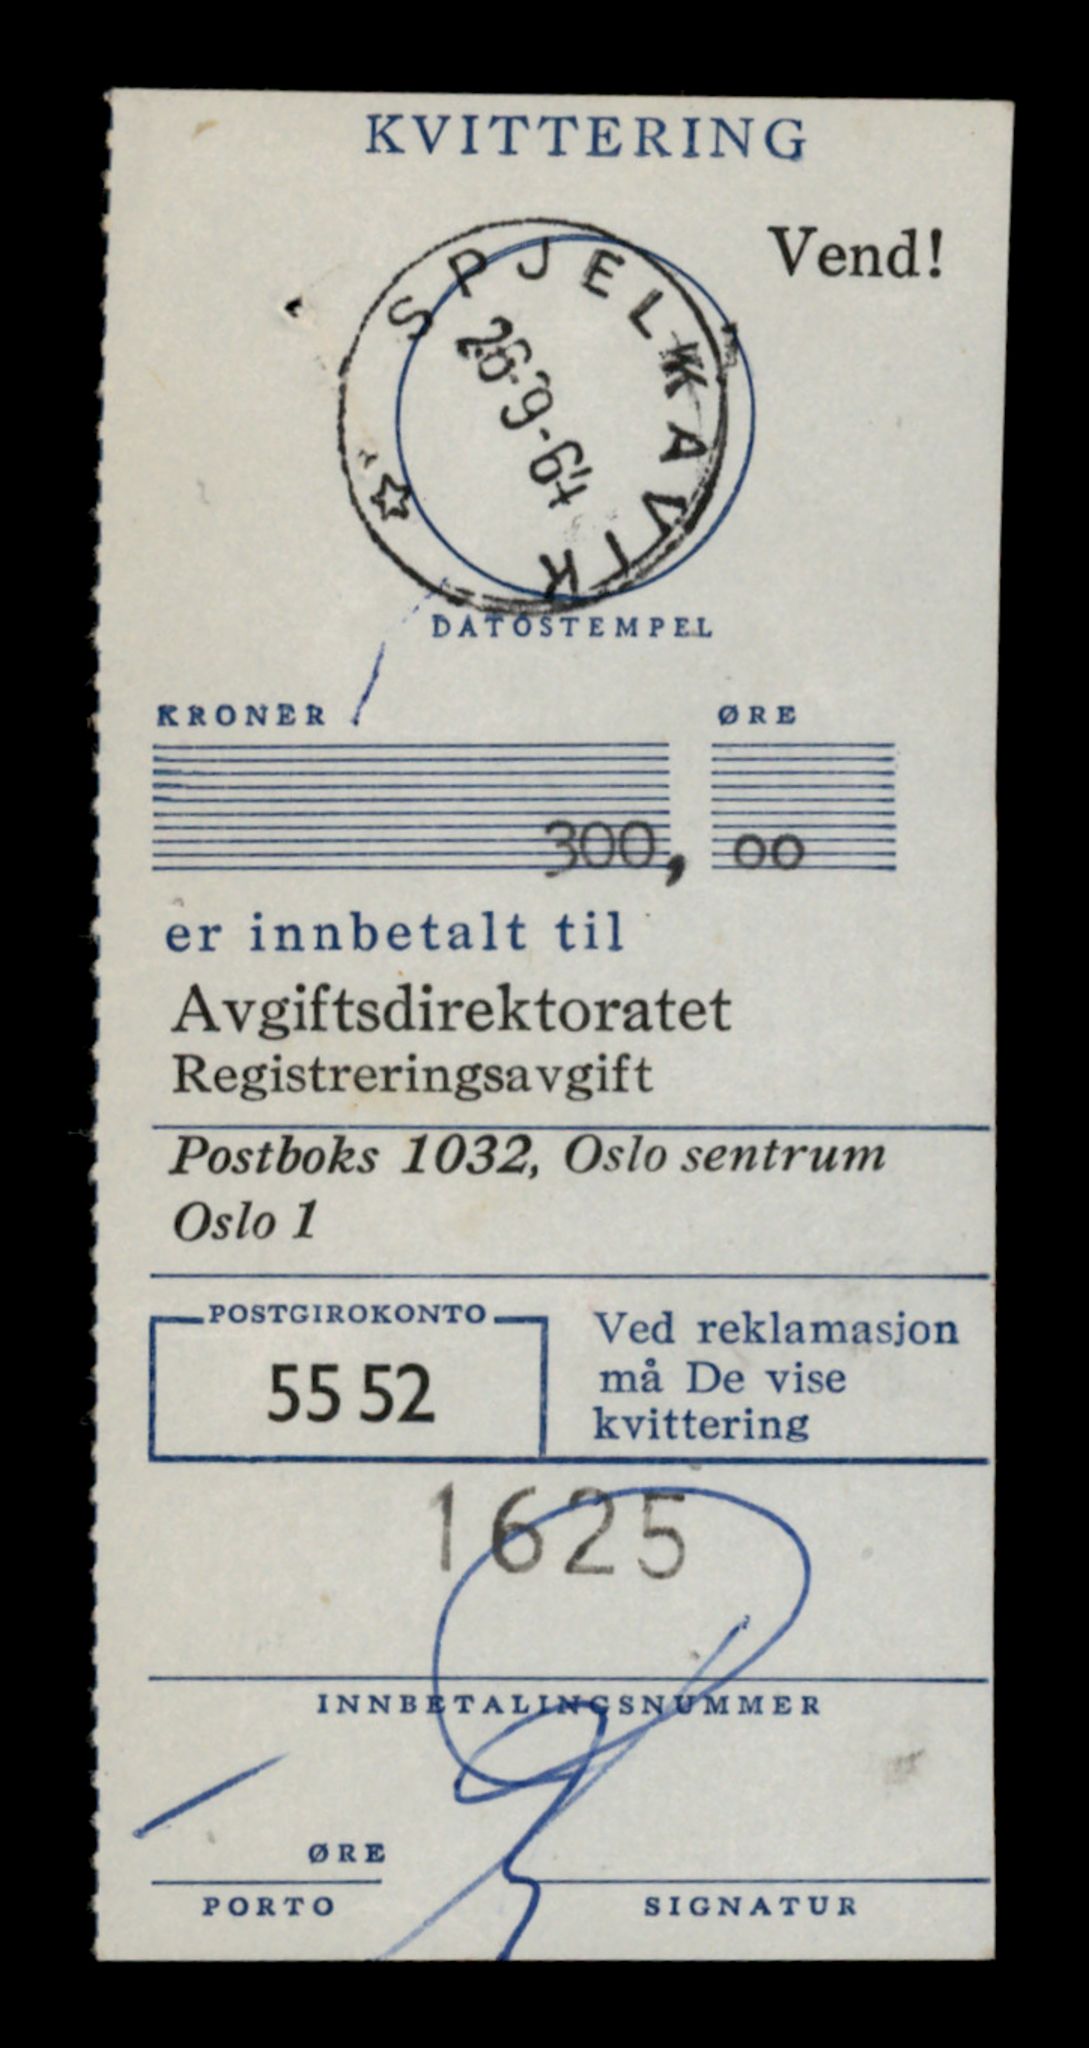 KVITTERING
Vend!
SPJELKAVIK
26-9-64
DATOSTEMPEL
KRONER ØRE
300, 00
er innbetalt til
Avgiftsdirektoratet
Registreringsavgift
Postboks 1032, Oslo sentrum
Oslo 1
POSTGIROKONTO
55 52
Ved reklamasjon
må De vise
kvittering
1625
INNBETALINGSNUMMER
ØRE
PORTO
SIGNATUR